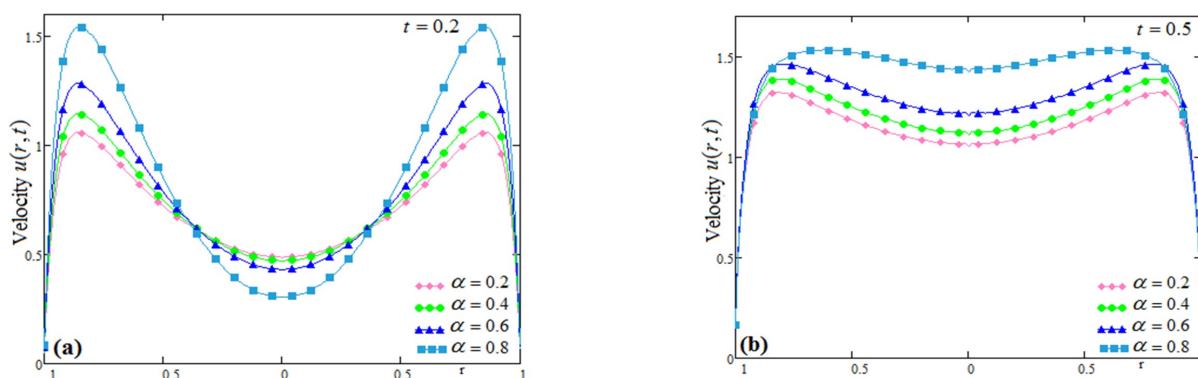 t = 0.2
1.5
1
0.5
0
Velocity u(r, t)
α = 0.2
α = 0.4
α = 0.6
α = 0.8
(a)
1 0.5 0 0.5 1
r
t = 0.5
1.5
1
0.5
0
Velocity u(r, t)
α = 0.2
α = 0.4
α = 0.6
α = 0.8
(b)
1 0.5 0 0.5 1
r